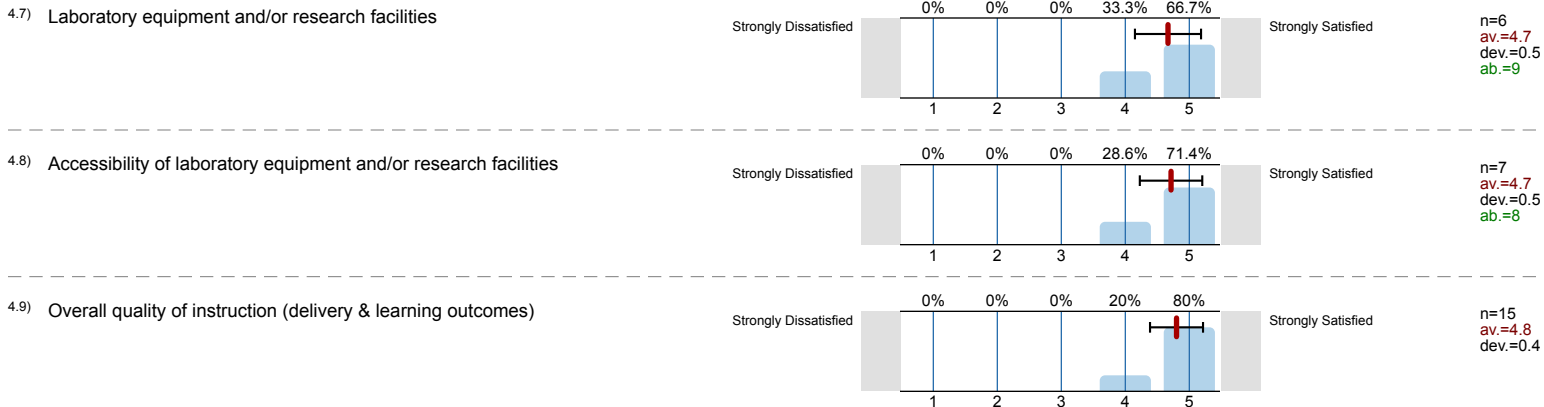 4.7) Laboratory equipment and/or research facilities
0% 0% 0% 33.3% 66.7%
Strongly Dissatisfied Strongly Satisfied
n=6
av.=4.7
dev.=0.5
ab.=9
1 2 3 4 5
4.8) Accessibility of laboratory equipment and/or research facilities
0% 0% 0% 28.6% 71.4%
Strongly Dissatisfied Strongly Satisfied
n=7
av.=4.7
dev.=0.5
ab.=8
1 2 3 4 5
4.9) Overall quality of instruction (delivery & learning outcomes)
0% 0% 0% 20% 80%
Strongly Dissatisfied Strongly Satisfied
n=15
av.=4.8
dev.=0.4
1 2 3 4 5